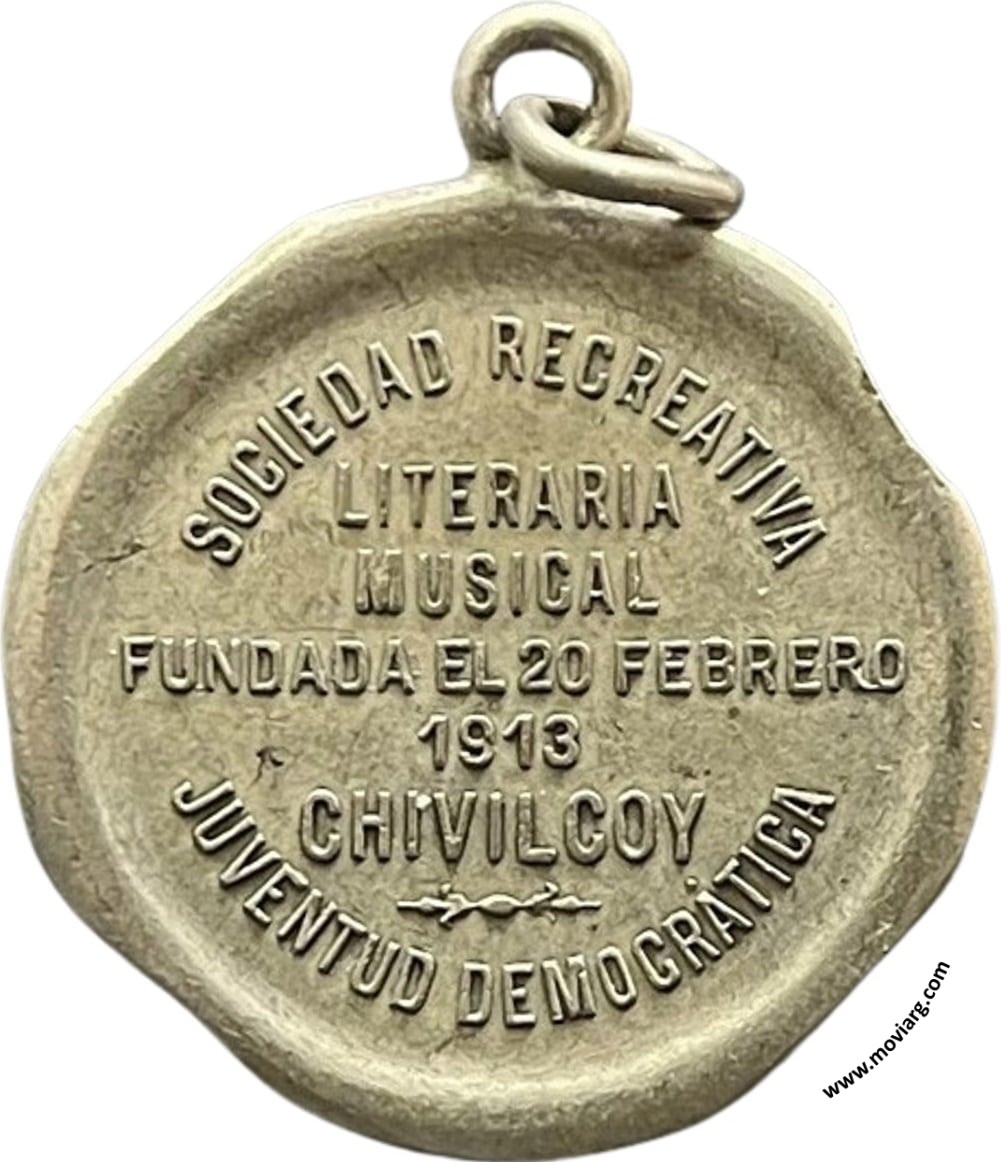 SOCIEDAD RECREATIVA
LITERARIA
MUSICAL
FUNDADA EL 20 FEBRERO
1913
CHIVILCOY
JUVENTUD DEMOCRÁTICA
www.moviarg.com